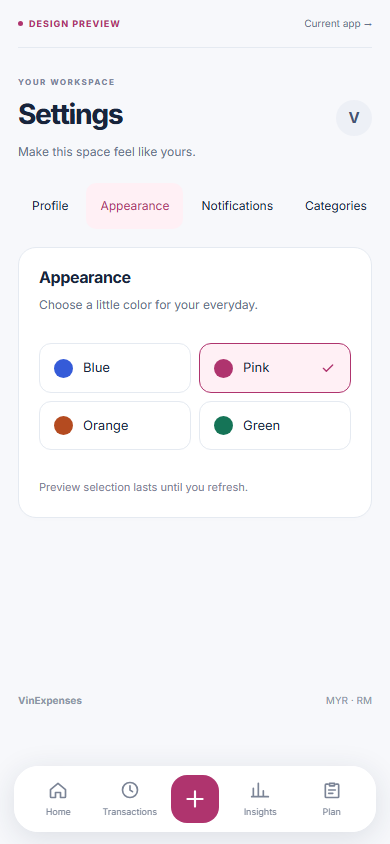 DESIGN PREVIEW
Current app →
YOUR WORKSPACE
Settings
V
Make this space feel like yours.
Profile Appearance Notifications Categories
Appearance
Choose a little color for your everyday.
Blue
Pink
Orange
Green
Preview selection lasts until you refresh.
VinExpenses
MYR · RM
Home Transactions Insights Plan